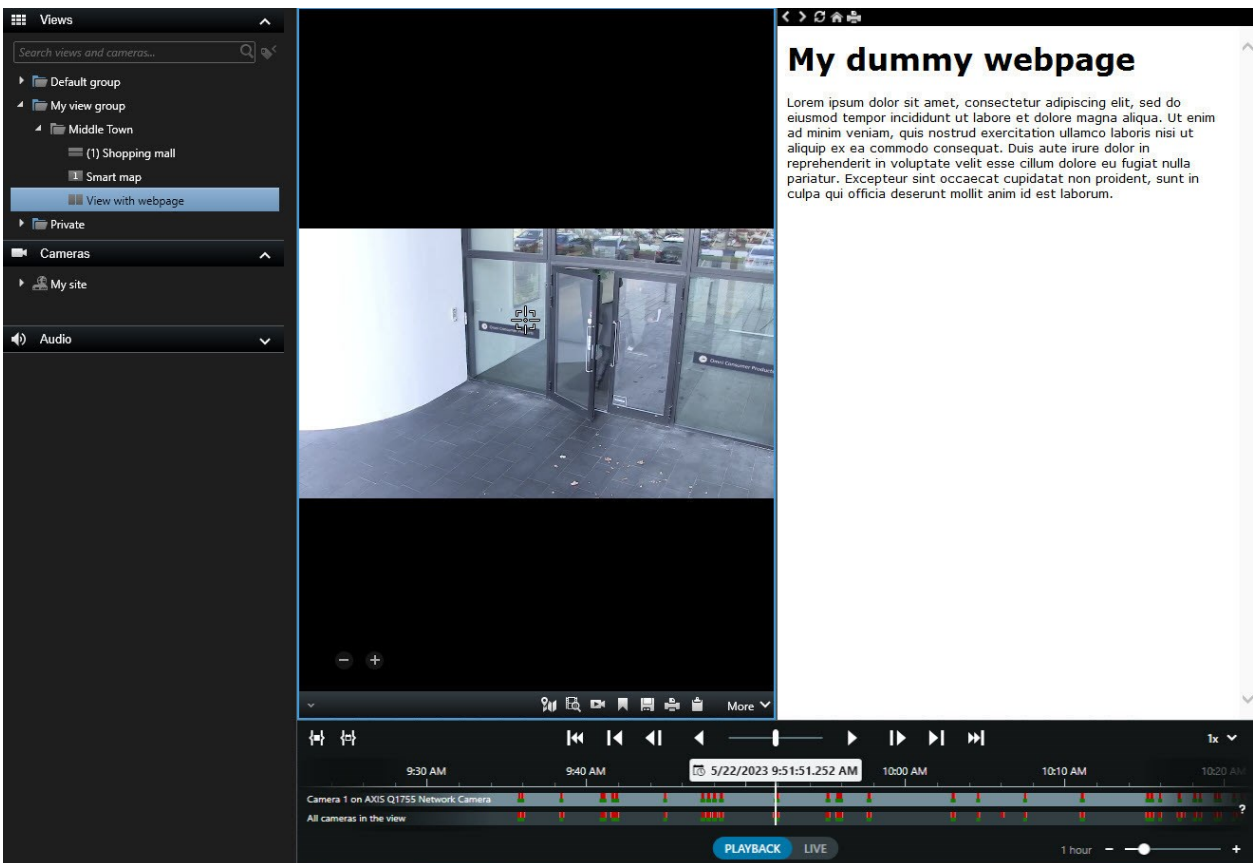 Views
Search views and cameras...
Default group
My view group
Middle Town
(1) Shopping mall
1 Smart map
View with webpage
Private
Cameras
My site
Audio
My dummy webpage
Lorem ipsum dolor sit amet, consectetur adipiscing elit, sed do
eiusmod tempor incididunt ut labore et dolore magna aliqua. Ut enim
ad minim veniam, quis nostrud exercitation ullamco laboris nisi ut
aliquip ex ea commodo consequat. Duis aute irure dolor in
reprehenderit in voluptate velit esse cillum dolore eu fugiat nulla
pariatur. Excepteur sint occaecat cupidatat non proident, sunt in
culpa qui officia deserunt mollit anim id est laborum.
Omni Consumer Products
More
1x
9:30 AM 9:40 AM 5/22/2023 9:51:51.252 AM 10:00 AM 10:10 AM 10:20 AM
Camera 1 on AXIS Q1755 Network Camera
All cameras in the view
?
PLAYBACK LIVE
1 hour